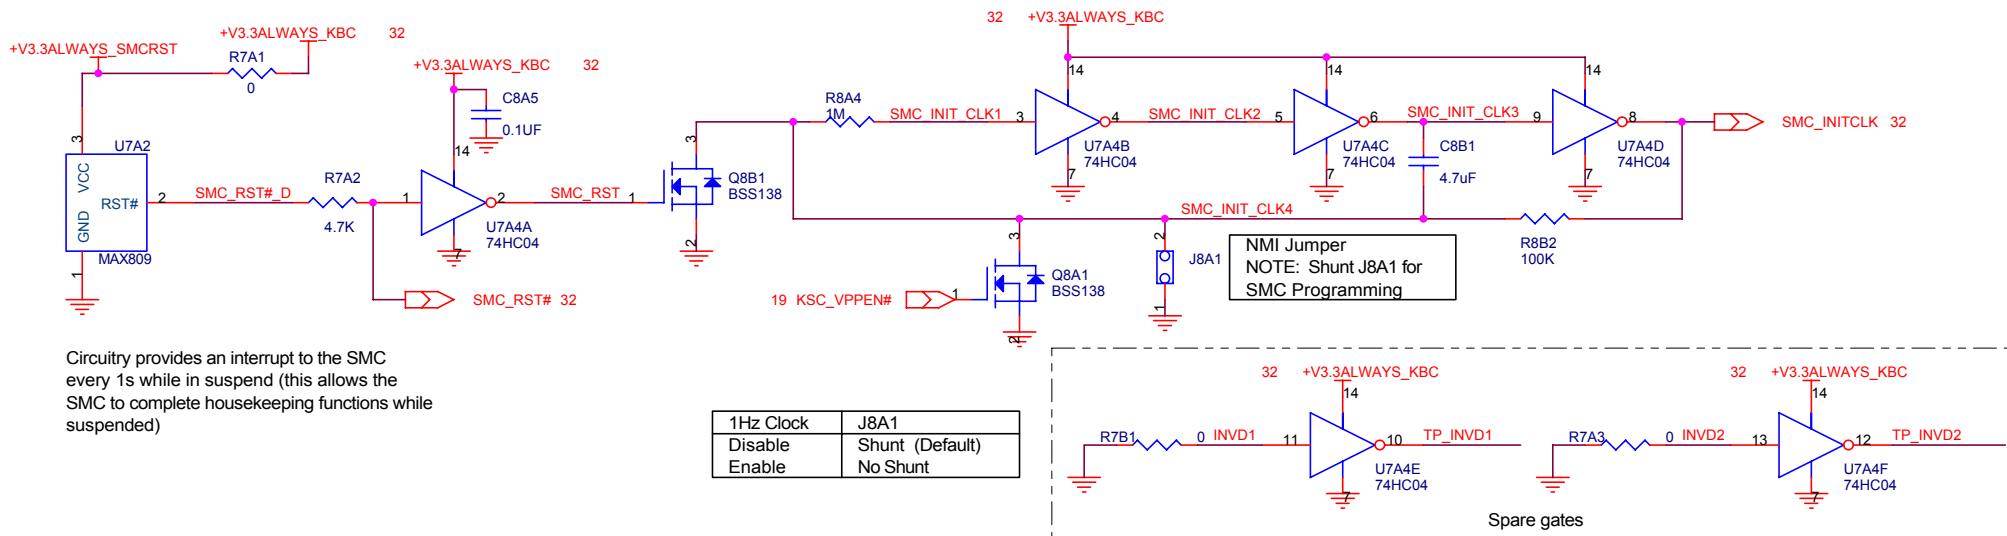 +V3.3ALWAYS_SMCRST
+V3.3ALWAYS_KBC 32
R7A1
0
3
U7A2
VCC
RST#
GND
MAX809
1
2
SMC_RST#_D
R7A2
4.7K
+V3.3ALWAYS_KBC 32
C8A5
0.1UF
14
1
2
U7A4A
74HC04
7
SMC_RST# 32
SMC_RST
1
3
Q8B1
BSS138
2
32 +V3.3ALWAYS_KBC
R8A4
1M
SMC_INIT_CLK1
3
14
4
U7A4B
74HC04
7
SMC_INIT_CLK2
5
14
6
U7A4C
74HC04
7
SMC_INIT_CLK3
C8B1
4.7uF
9
14
8
U7A4D
74HC04
7
SMC_INITCLK 32
SMC_INIT_CLK4
R8B2
100K
19 KSC_VPPEN#
1
3
Q8A1
BSS138
2
2
J8A1
1
NMI Jumper
NOTE: Shunt J8A1 for
SMC Programming
Circuitry provides an interrupt to the SMC
every 1s while in suspend (this allows the
SMC to complete housekeeping functions while
suspended)
1Hz Clock J8A1
Disable Shunt (Default)
Enable No Shunt
32 +V3.3ALWAYS_KBC
14
R7B1
0 INVD1
11
10
TP_INVD1
U7A4E
74HC04
7
32 +V3.3ALWAYS_KBC
14
R7A3
0 INVD2
13
12
TP_INVD2
U7A4F
74HC04
7
Spare gates